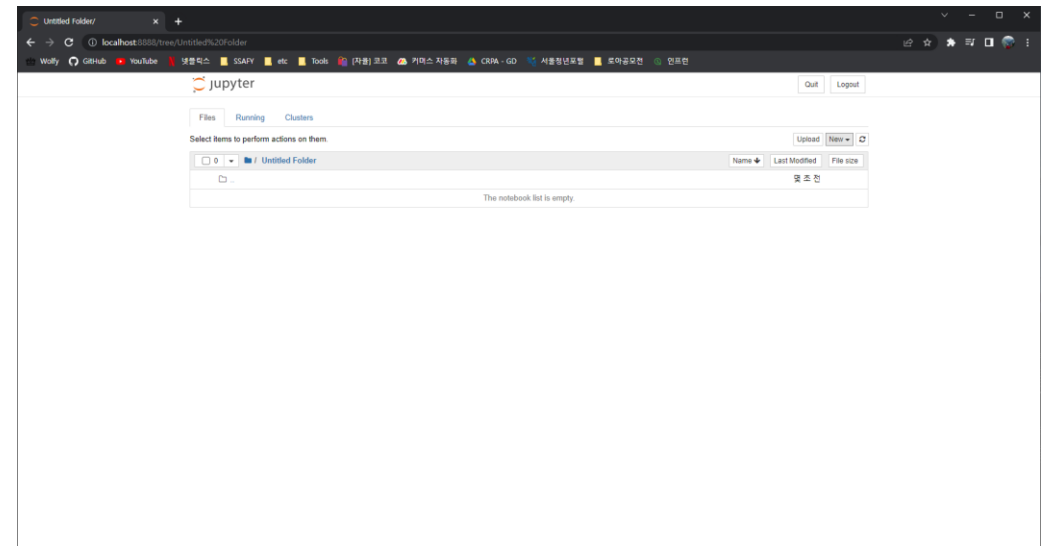 Untitled Folder/
localhost:8888/tree/Untitled%20Folder
Wolfy GitHub YouTube 넷플릭스 SSAFY etc Tools [자율] 코코 키미스 자동화 CRPA - GD 서울청년포털 로아공모전 인프런
jupyter
Quit Logout
Files Running Clusters
Select items to perform actions on them.
Upload New
0 / Untitled Folder
Name Last Modified File size
.. 몇 초 전
The notebook list is empty.